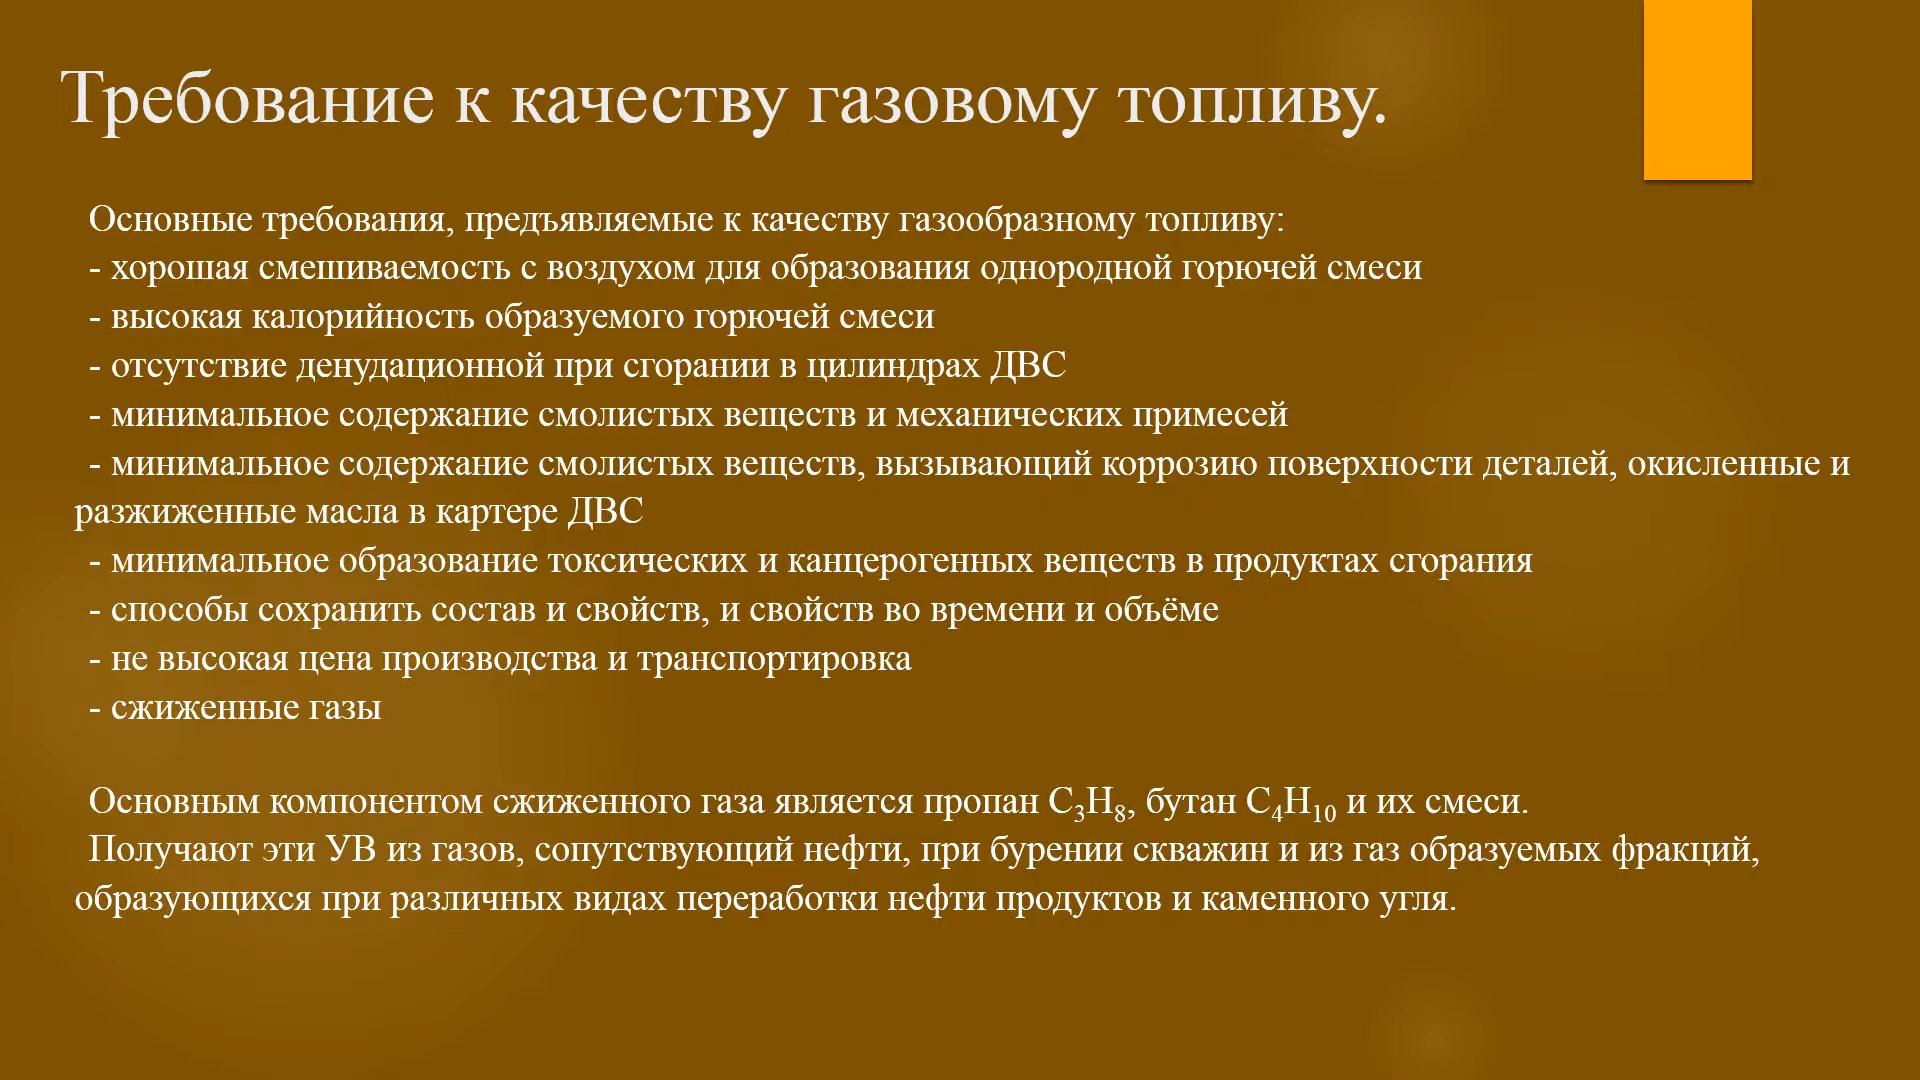 Требование к качеству газовому топливу.
Основные требования, предъявляемые к качеству газообразному топливу:
- хорошая смешиваемость с воздухом для образования однородной горючей смеси
- высокая калорийность образуемого горючей смеси
- отсутствие денудационной при сгорании в цилиндрах ДВС
- минимальное содержание смолистых веществ и механических примесей
- минимальное содержание смолистых веществ, вызывающий коррозию поверхности деталей, окисленные и
разжиженные масла в картере ДВС
- минимальное образование токсических и канцерогенных веществ в продуктах сгорания
- способы сохранить состав и свойств, и свойств во времени и объёме
- не высокая цена производства и транспортировка
- сжиженные газы
Основным компонентом сжиженного газа является пропан C₃H₈, бутан C₄H₁₀ и их смеси.
Получают эти УВ из газов, сопутствующий нефти, при бурении скважин и из газ образуемых фракций,
образующихся при различных видах переработки нефти продуктов и каменного угля.